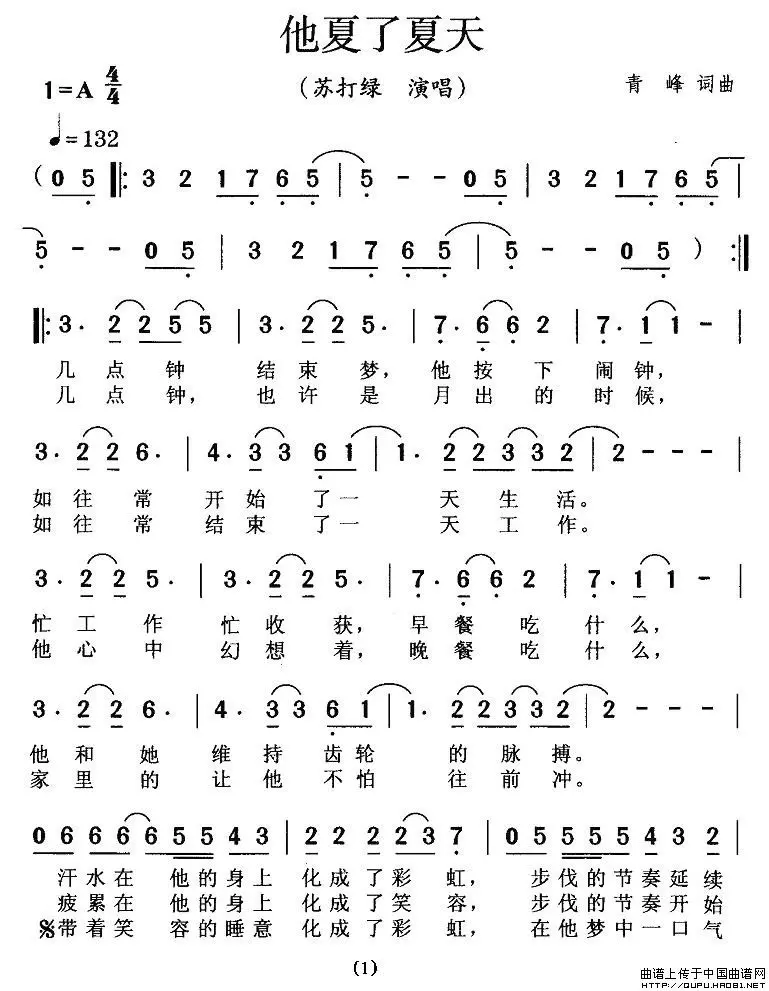 他夏了夏天
1=A 4/4
(苏打绿 演唱)
青 峰 词曲
♩=132
( 0 5 ‖: 3 2 1 7 6 5 | 5 - - 0 5 | 3 2 1 7 6 5 |
5 - - 0 5 | 3 2 1 7 6 5 | 5 - - 0 5 ) :‖
‖: 3· 2 2 5 5 | 3· 2 2 5· | 7· 6 6 2 | 7· 1 1 - |
几 点 钟 结 束 梦, 他 按 下 闹 钟,
几 点 钟, 也 许 是 月 出 的 时 候,
3· 2 2 6· | 4· 3 3 6 1 | 1· 2 2 3 3 2 | 2 - - - |
如 往 常 开 始 了 一 天 生 活。
如 往 常 结 束 了 一 天 工 作。
3· 2 2 5· | 3· 2 2 5· | 7· 6 6 2 | 7· 1 1 - |
忙 工 作 忙 收 获, 早 餐 吃 什 么,
他 心 中 幻 想 着, 晚 餐 吃 什 么,
3· 2 2 6· | 4· 3 3 6 1 | 1· 2 2 3 3 2 | 2 - - - |
他 和 她 维 持 齿 轮 的 脉 搏。
家 里 的 让 他 不 怕 往 前 冲。
0 6 6 6 6 5 5 4 3 | 2 2 2 2 3 7 | 0 5 5 5 5 4 3 2 |
汗 水 在 他 的 身 上 化 成 了 彩 虹, 步 伐 的 节 奏 延 续
疲 累 在 他 的 身 上 化 成 了 笑 容, 步 伐 的 节 奏 开 始
𝄋带 着 笑 容 的 睡 意 化 成 了 彩 虹, 在 他 梦 中 一 口 气
(1)
曲谱上传于中国曲谱网
HTTP://QUPU.HAO81.NET